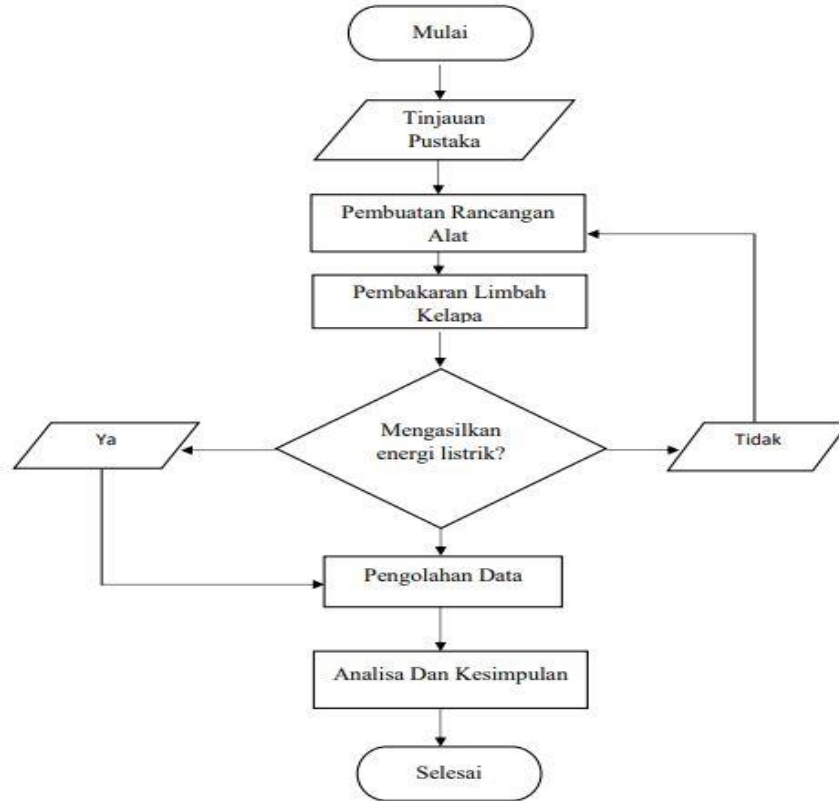 Mulai
Tinjauan
Pustaka
Pembuatan Rancangan
Alat
Pembakaran Limbah
Kelapa
Mengasilkan
energi listrik?
Ya
Tidak
Pengolahan Data
Analisa Dan Kesimpulan
Selesai